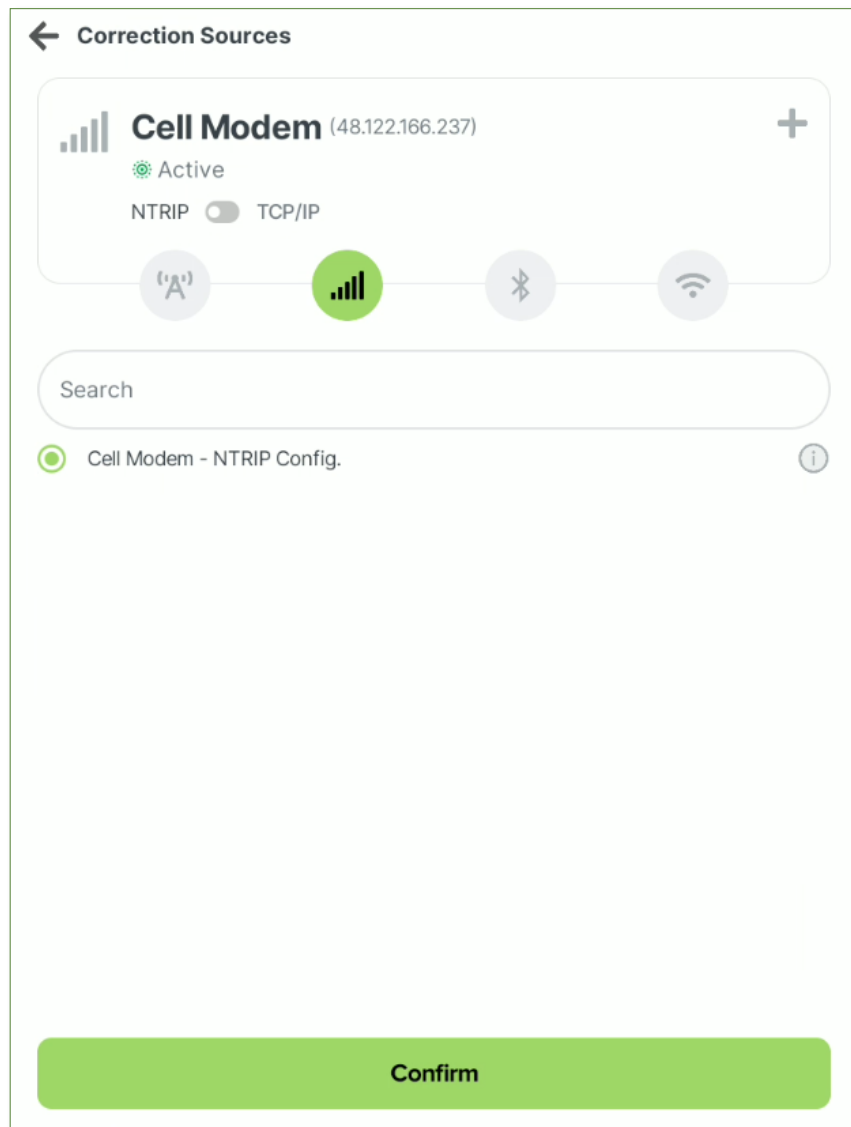 Correction Sources
Cell Modem (48.122.166.237)
Active
NTRIP TCP/IP
Search
Cell Modem - NTRIP Config.
Confirm